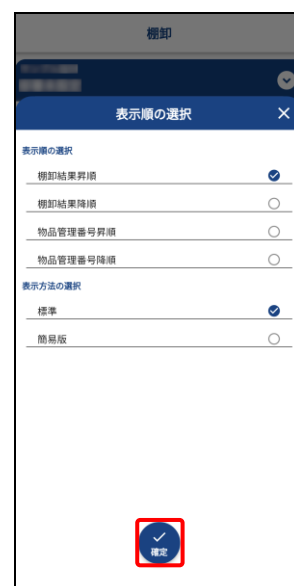 棚卸
表示順の選択
表示順の選択
棚卸結果昇順
棚卸結果降順
物品管理番号昇順
物品管理番号降順
表示方法の選択
標準
簡易版
確定